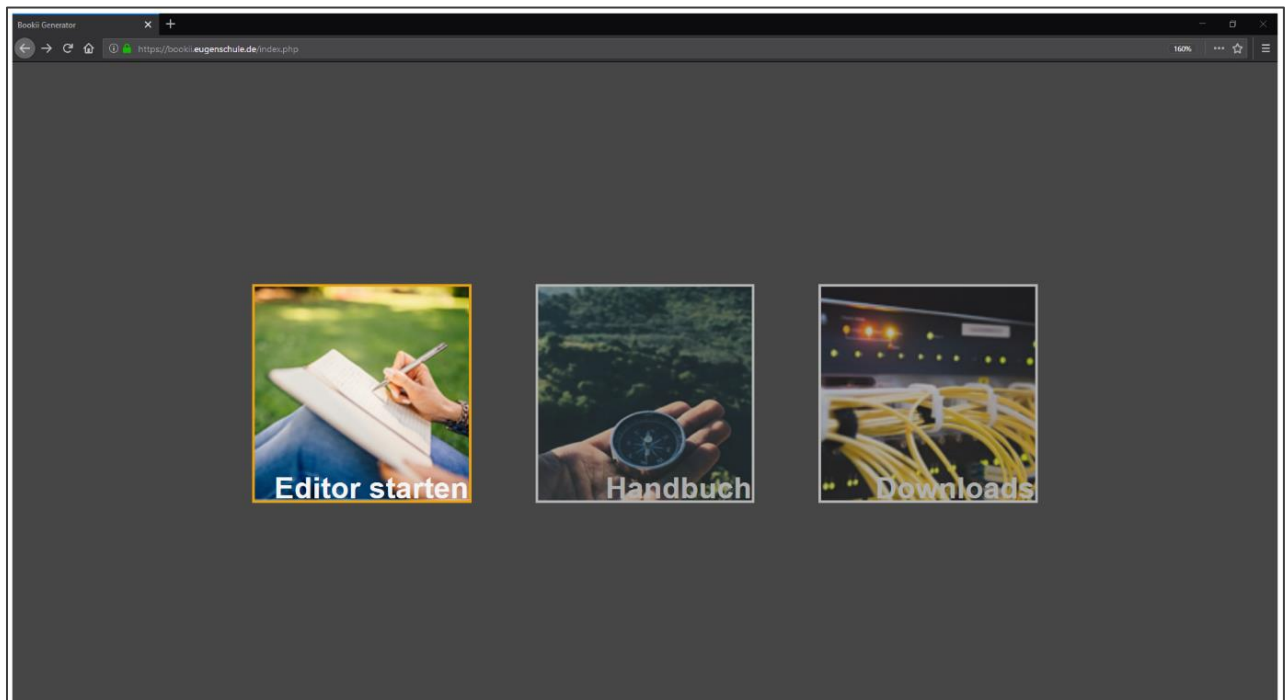 Bookii Generator
https://bookii.eugenschule.de/index.php
160%
Editor starten
Handbuch
Downloads